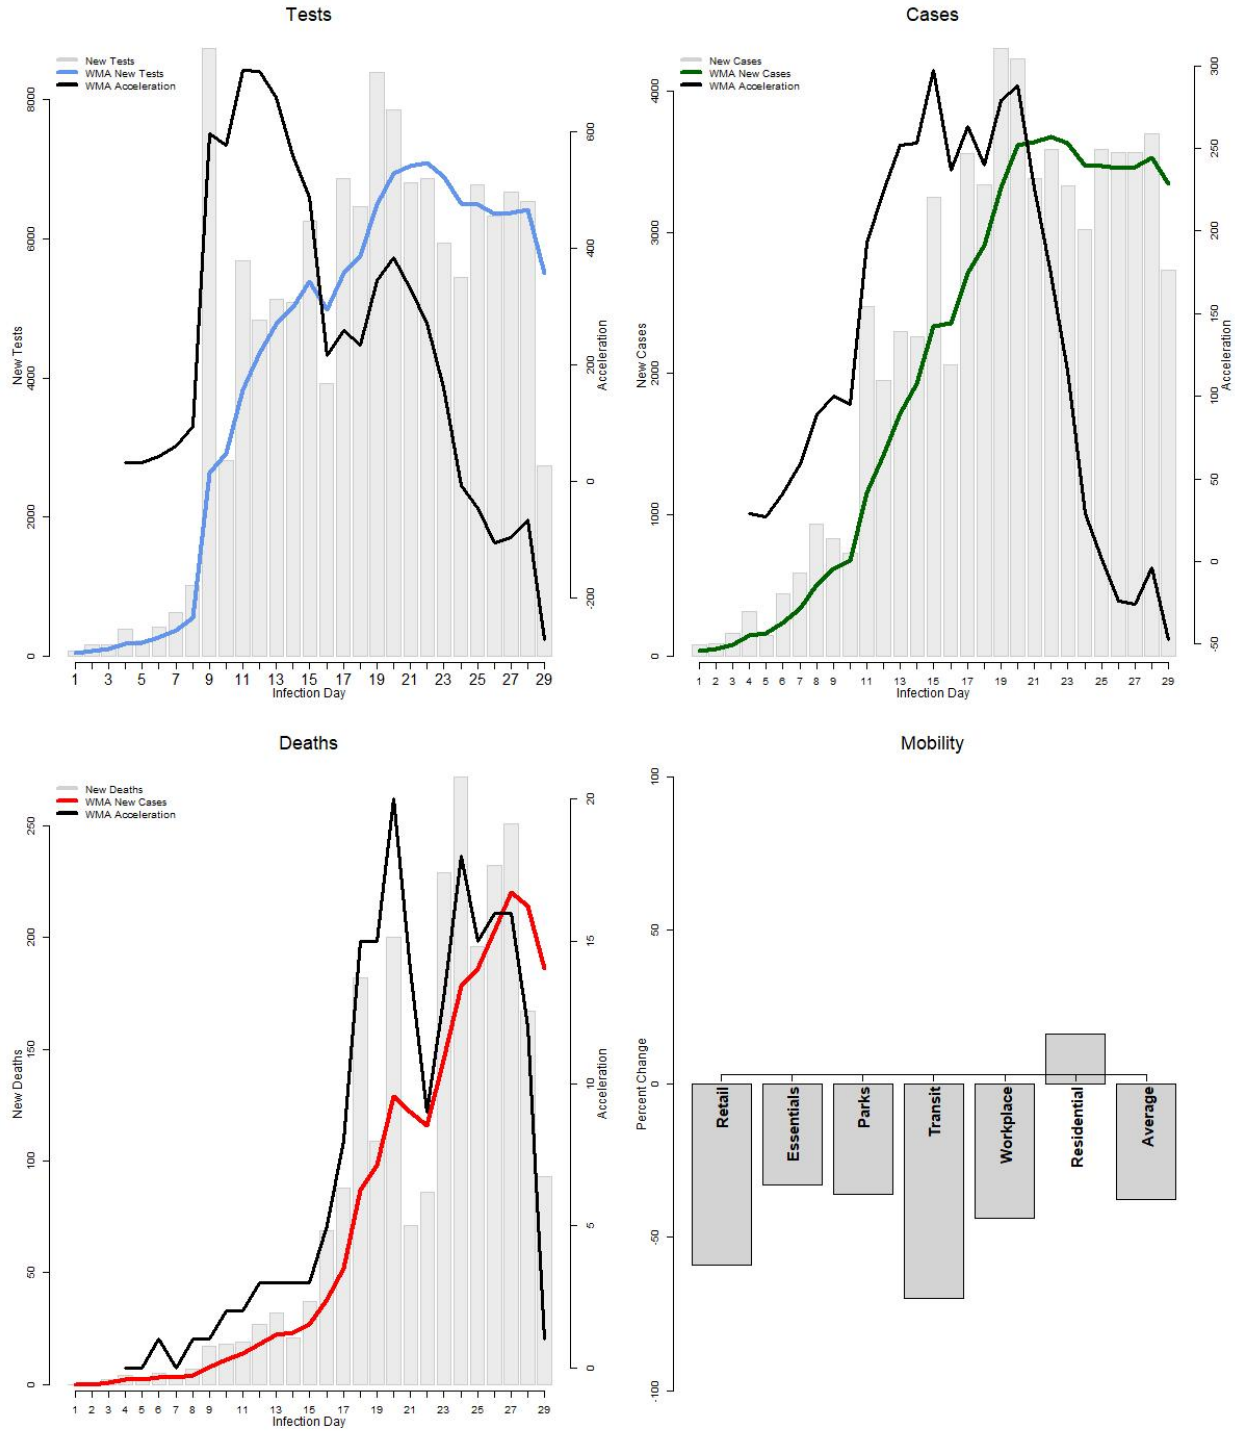 Tests
New Tests
WMA New Tests
WMA Acceleration
8000
6000
4000
2000
0
New Tests
600
400
200
0
-200
Acceleration
1 2 3 4 5 7 9 11 13 15 17 19 21 23 25 27 29
Infection Day
Cases
New Cases
WMA New Cases
WMA Acceleration
4000
3000
2000
1000
0
New Cases
300
250
200
150
100
50
0
-50
Acceleration
1 2 3 4 5 6 7 8 9 11 13 15 17 19 21 23 25 27 29
Infection Day
Deaths
New Deaths
WMA New Cases
WMA Acceleration
250
200
150
100
50
0
New Deaths
20
15
10
5
0
Acceleration
1 2 3 4 5 6 7 8 9 11 13 15 17 19 21 23 25 27 29
Infection Day
Mobility
100
50
0
-50
-100
Percent Change
Retail
Essentials
Parks
Transit
Workplace
Residential
Average